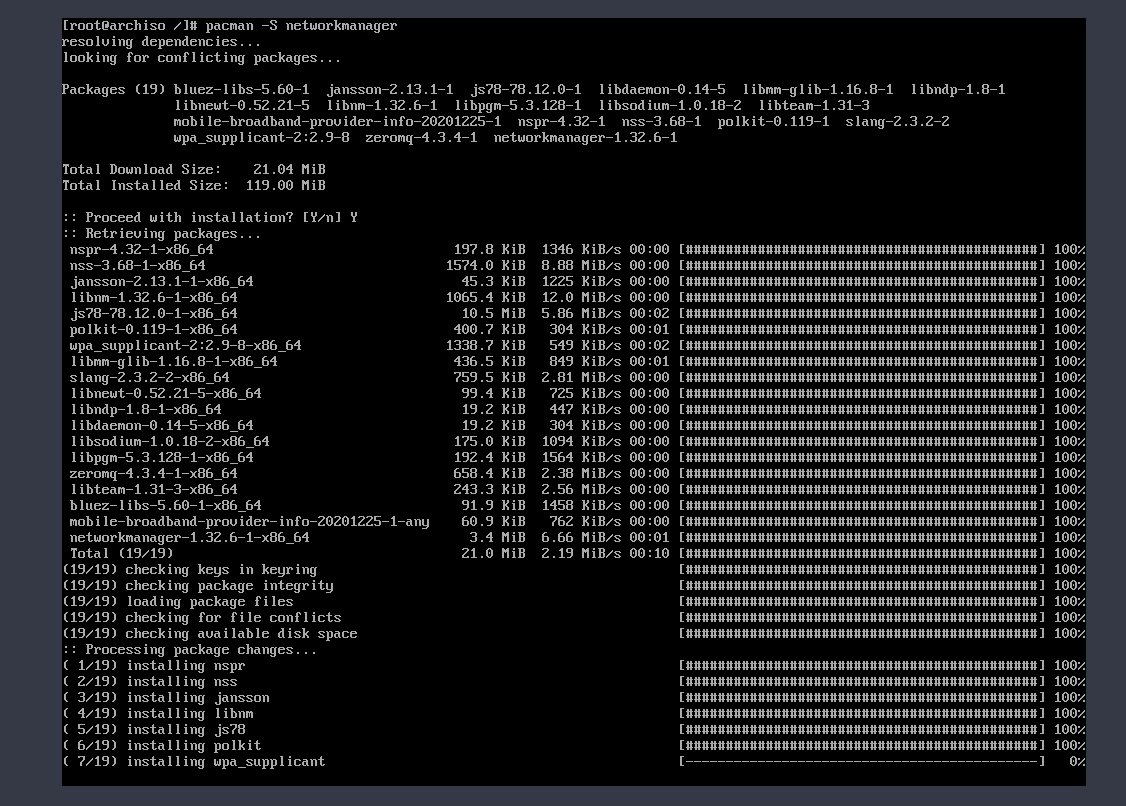 [root@archiso /]# pacman -S networkmanager
resolving dependencies...
looking for conflicting packages...
Packages (19) bluez-libs-5.60-1 jansson-2.13.1-1 js78-78.12.0-1 libdaemon-0.14-5 libmm-glib-1.16.8-1 libndp-1.8-1
libnewt-0.52.21-5 libnm-1.32.6-1 libpgm-5.3.128-1 libsodium-1.0.18-2 libteam-1.31-3
mobile-broadband-provider-info-20201225-1 nspr-4.32-1 nss-3.68-1 polkit-0.119-1 slang-2.3.2-2
wpa_supplicant-2:2.9-8 zeromq-4.3.4-1 networkmanager-1.32.6-1
Total Download Size: 21.04 MiB
Total Installed Size: 119.00 MiB
:: Proceed with installation? [Y/n] Y
:: Retrieving packages...
nspr-4.32-1-x86_64 197.8 KiB 1346 KiB/s 00:00 [############################################] 100%
nss-3.68-1-x86_64 1574.0 KiB 8.88 MiB/s 00:00 [############################################] 100%
jansson-2.13.1-1-x86_64 45.3 KiB 1225 KiB/s 00:00 [############################################] 100%
libnm-1.32.6-1-x86_64 1065.4 KiB 12.0 MiB/s 00:00 [############################################] 100%
js78-78.12.0-1-x86_64 10.5 MiB 5.86 MiB/s 00:02 [############################################] 100%
polkit-0.119-1-x86_64 400.7 KiB 304 KiB/s 00:01 [############################################] 100%
wpa_supplicant-2:2.9-8-x86_64 1338.7 KiB 549 KiB/s 00:02 [############################################] 100%
libmm-glib-1.16.8-1-x86_64 436.5 KiB 849 KiB/s 00:01 [############################################] 100%
slang-2.3.2-2-x86_64 759.5 KiB 2.81 MiB/s 00:00 [############################################] 100%
libnewt-0.52.21-5-x86_64 99.4 KiB 725 KiB/s 00:00 [############################################] 100%
libndp-1.8-1-x86_64 19.2 KiB 447 KiB/s 00:00 [############################################] 100%
libdaemon-0.14-5-x86_64 19.2 KiB 304 KiB/s 00:00 [############################################] 100%
libsodium-1.0.18-2-x86_64 175.0 KiB 1094 KiB/s 00:00 [############################################] 100%
libpgm-5.3.128-1-x86_64 192.4 KiB 1564 KiB/s 00:00 [############################################] 100%
zeromq-4.3.4-1-x86_64 658.4 KiB 2.38 MiB/s 00:00 [############################################] 100%
libteam-1.31-3-x86_64 243.3 KiB 2.56 MiB/s 00:00 [############################################] 100%
bluez-libs-5.60-1-x86_64 91.9 KiB 1458 KiB/s 00:00 [############################################] 100%
mobile-broadband-provider-info-20201225-1-any 60.9 KiB 762 KiB/s 00:00 [############################################] 100%
networkmanager-1.32.6-1-x86_64 3.4 MiB 6.66 MiB/s 00:01 [############################################] 100%
Total (19/19) 21.0 MiB 2.19 MiB/s 00:10 [############################################] 100%
(19/19) checking keys in keyring [############################################] 100%
(19/19) checking package integrity [############################################] 100%
(19/19) loading package files [############################################] 100%
(19/19) checking for file conflicts [############################################] 100%
(19/19) checking available disk space [############################################] 100%
:: Processing package changes...
( 1/19) installing nspr [############################################] 100%
( 2/19) installing nss [############################################] 100%
( 3/19) installing jansson [############################################] 100%
( 4/19) installing libnm [############################################] 100%
( 5/19) installing js78 [############################################] 100%
( 6/19) installing polkit [############################################] 100%
( 7/19) installing wpa_supplicant [--------------------------------------------] 0%